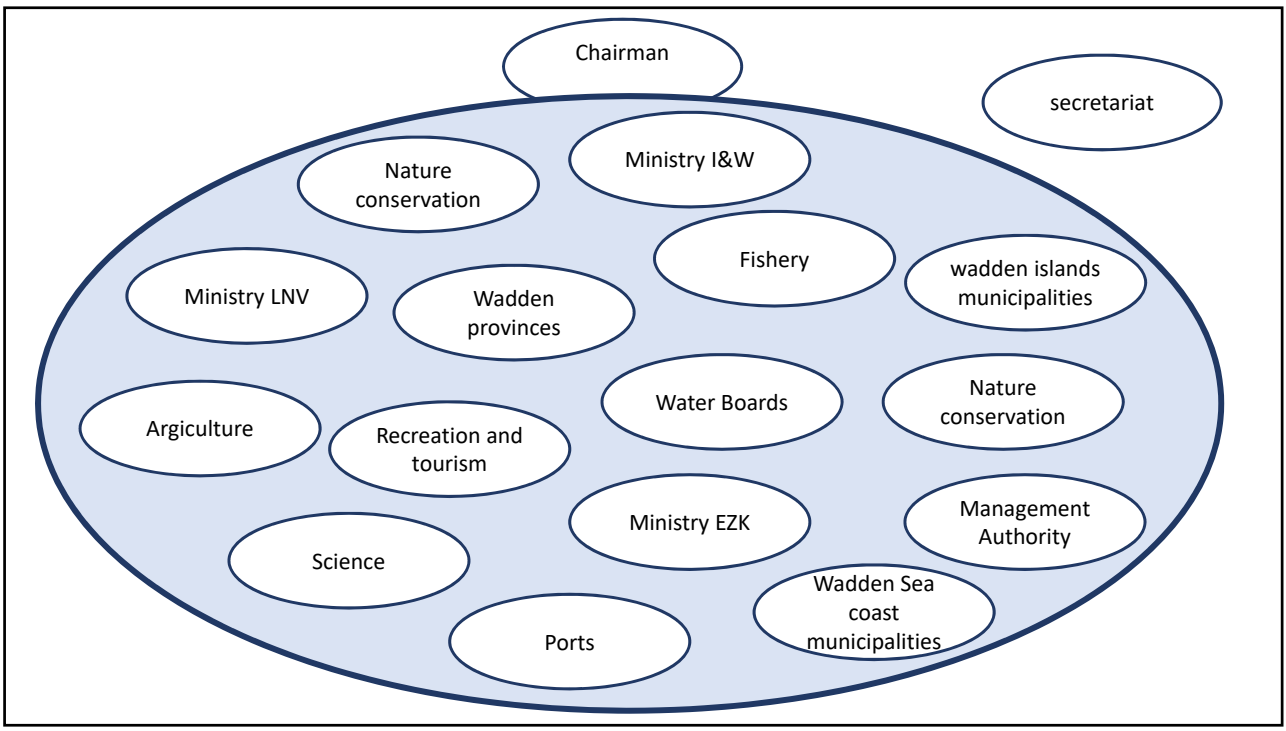 Chairman
secretariat
Ministry I&W
Nature
conservation
Fishery
wadden islands
municipalities
Ministry LNV
Wadden
provinces
Water Boards
Nature
conservation
Argiculture
Recreation and
tourism
Ministry EZK
Management
Authority
Science
Wadden Sea
coast
municipalities
Ports